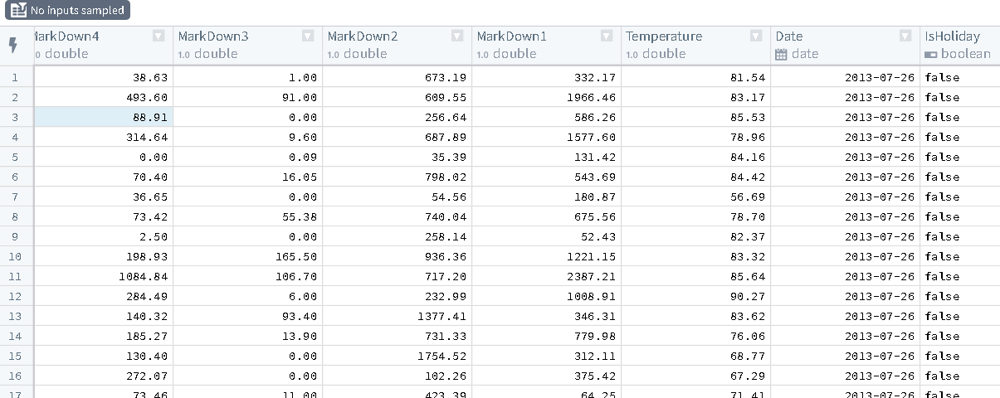 No inputs sampled
MarkDown4 MarkDown3 MarkDown2 MarkDown1 Temperature Date IsHoliday
0 double 1.0 double 1.0 double 1.0 double 1.0 double date boolean
1 38.63 1.00 673.19 332.17 81.54 2013-07-26 false
2 493.60 91.00 609.55 1966.46 83.17 2013-07-26 false
3 88.91 0.00 256.64 586.26 85.53 2013-07-26 false
4 314.64 9.60 687.89 1577.60 78.96 2013-07-26 false
5 0.00 0.09 35.39 131.42 84.16 2013-07-26 false
6 70.40 16.05 798.02 543.69 84.42 2013-07-26 false
7 36.65 0.00 54.56 180.87 56.69 2013-07-26 false
8 73.42 55.38 740.04 675.56 78.70 2013-07-26 false
9 2.50 0.00 258.14 52.43 82.37 2013-07-26 false
10 198.93 165.50 936.36 1221.15 83.32 2013-07-26 false
11 1084.84 106.70 717.20 2387.21 85.64 2013-07-26 false
12 284.49 6.00 232.99 1008.91 90.27 2013-07-26 false
13 140.32 93.40 1377.41 346.31 83.62 2013-07-26 false
14 185.27 13.90 731.33 779.98 76.06 2013-07-26 false
15 130.40 0.00 1754.52 312.11 68.77 2013-07-26 false
16 272.07 0.00 102.26 375.42 67.29 2013-07-26 false
17 73.46 11.00 423.39 64.25 71.41 2013-07-26 false